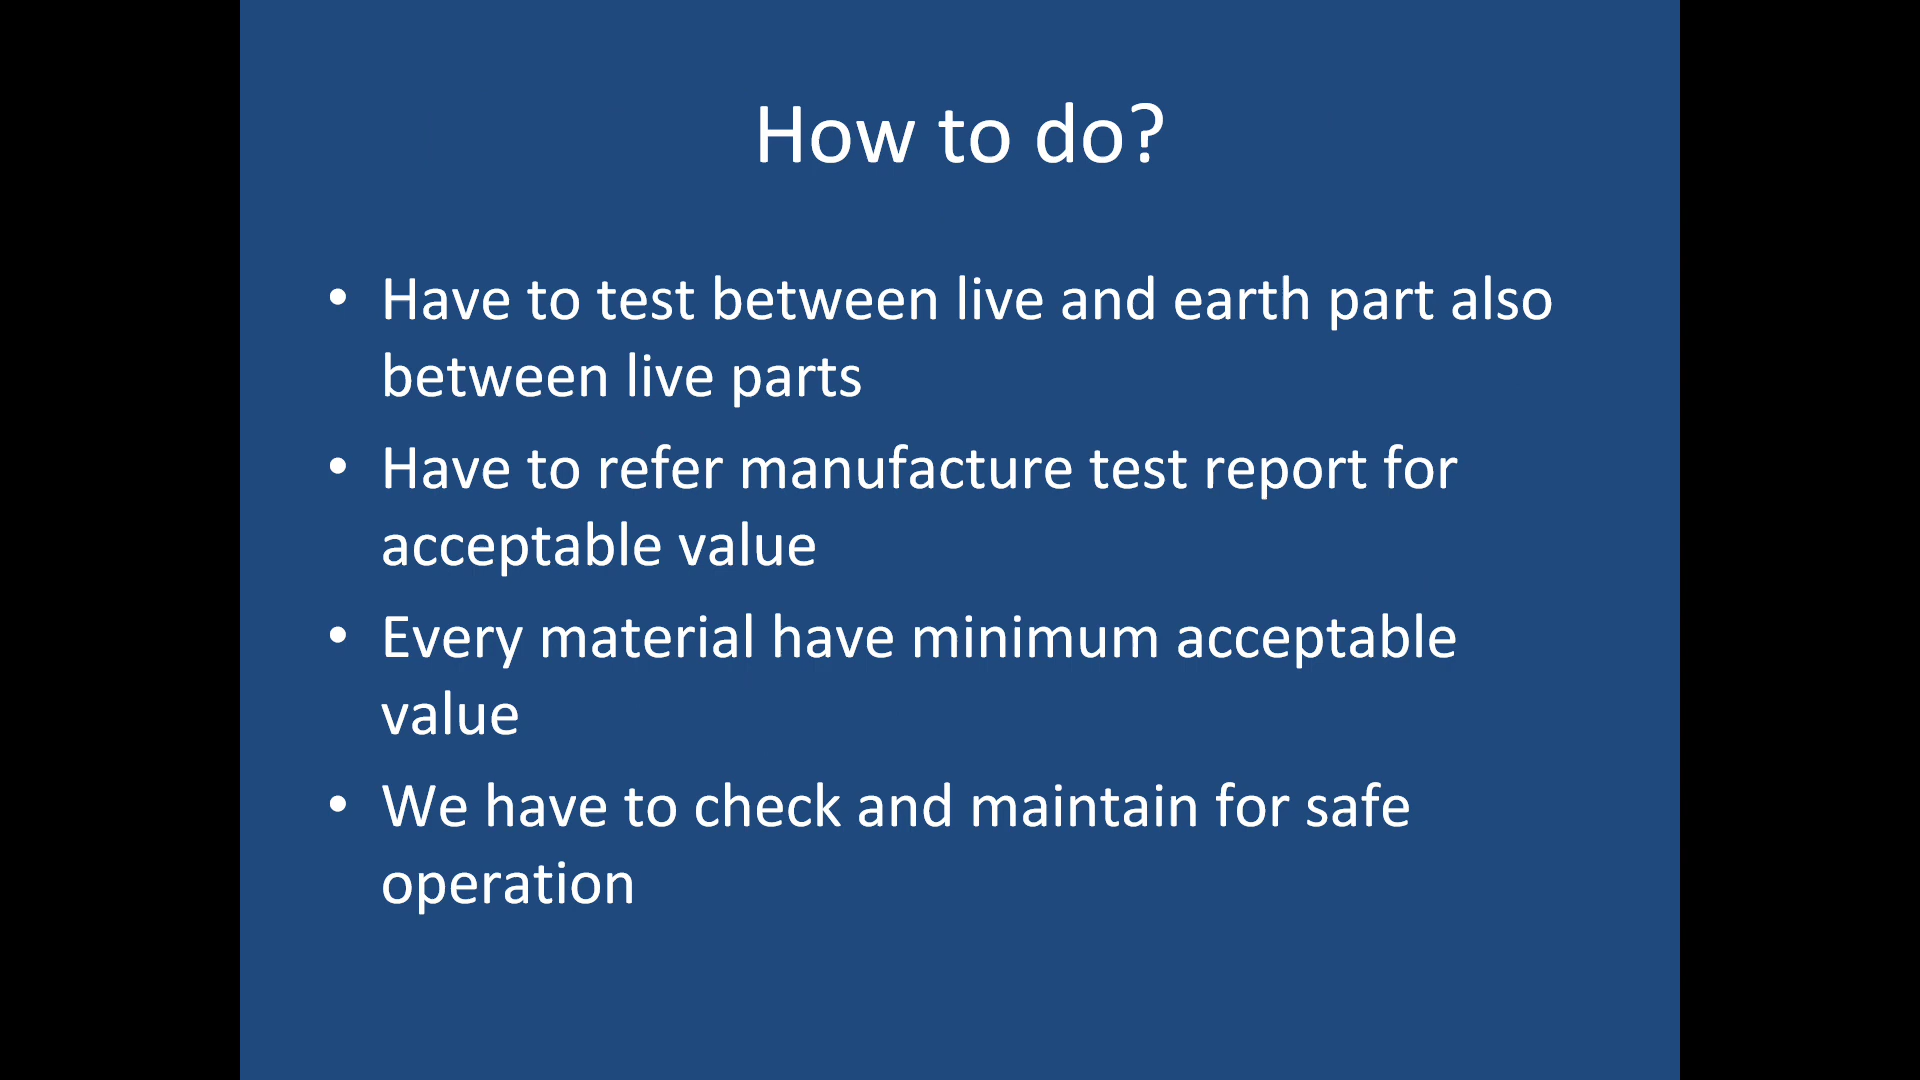 How to do?
• Have to test between live and earth part also
between live parts
• Have to refer manufacture test report for
acceptable value
• Every material have minimum acceptable
value
• We have to check and maintain for safe
operation